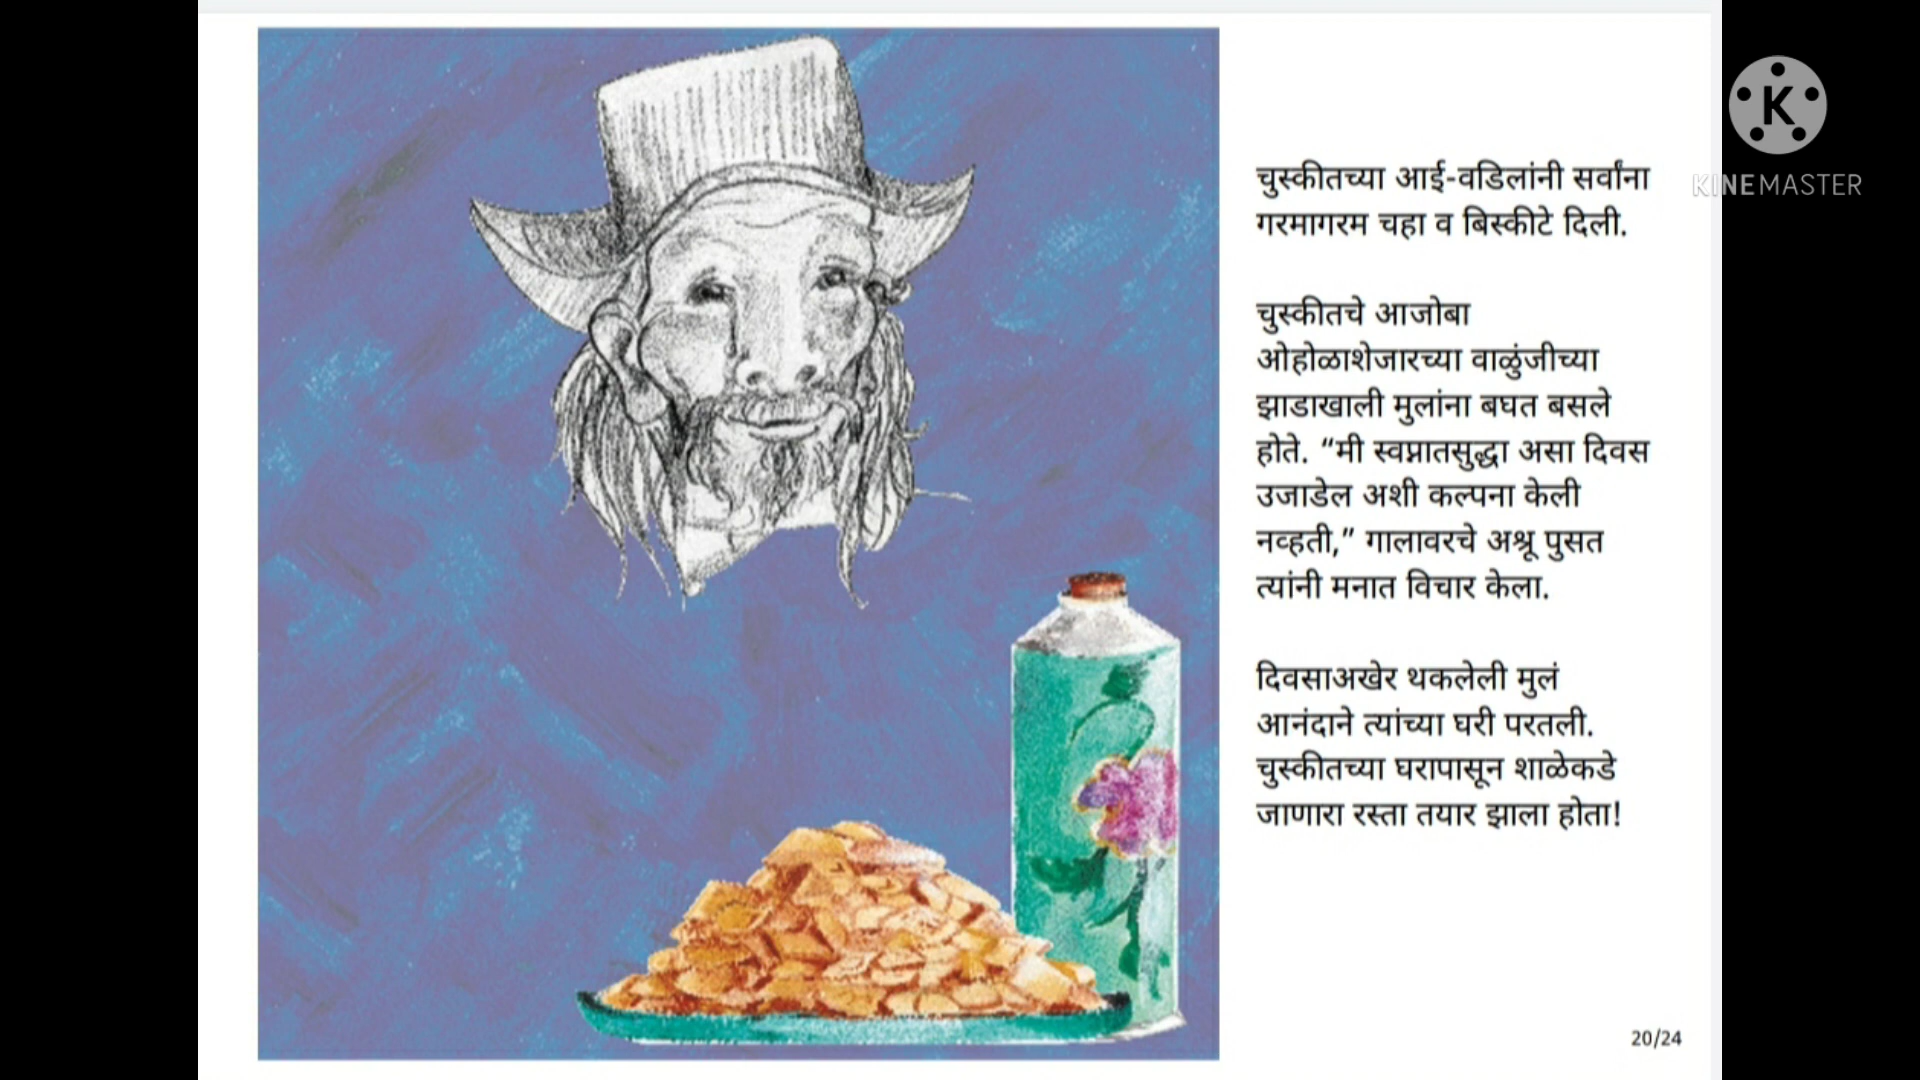 चुस्कीतच्या आई-वडिलांनी सर्वांना
गरमागरम चहा व बिस्कीटे दिली.
चुस्कीतचे आजोबा
ओहोळाशेजारच्या वाळुंजीच्या
झाडाखाली मुलांना बघत बसले
होते. “मी स्वप्नातसुद्धा असा दिवस
उजाडेल अशी कल्पना केली
नव्हती,” गालावरचे अश्रू पुसत
त्यांनी मनात विचार केला.
दिवसाअखेर थकलेली मुलं
आनंदाने त्यांच्या घरी परतली.
चुस्कीतच्या घरापासून शाळेकडे
जाणारा रस्ता तयार झाला होता!
20/24
K
KINEMASTER